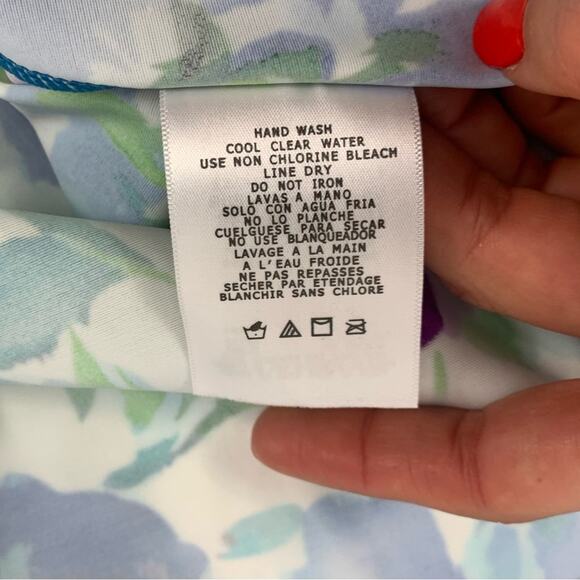 HAND WASH
COOL CLEAR WATER
USE NON CHLORINE BLEACH
LINE DRY
DO NOT IRON
LAVAS A MANO
SOLO CON AGUA FRIA
NO LO PLANCHE
CUELGUESE PARA SECAR
NO USE BLANQUEADOR
LAVAGE A LA MAIN
A L'EAU FROIDE
NE PAS REPASSES
SECHER PAR ETENDAGE
BLANCHIR SANS CHLORE